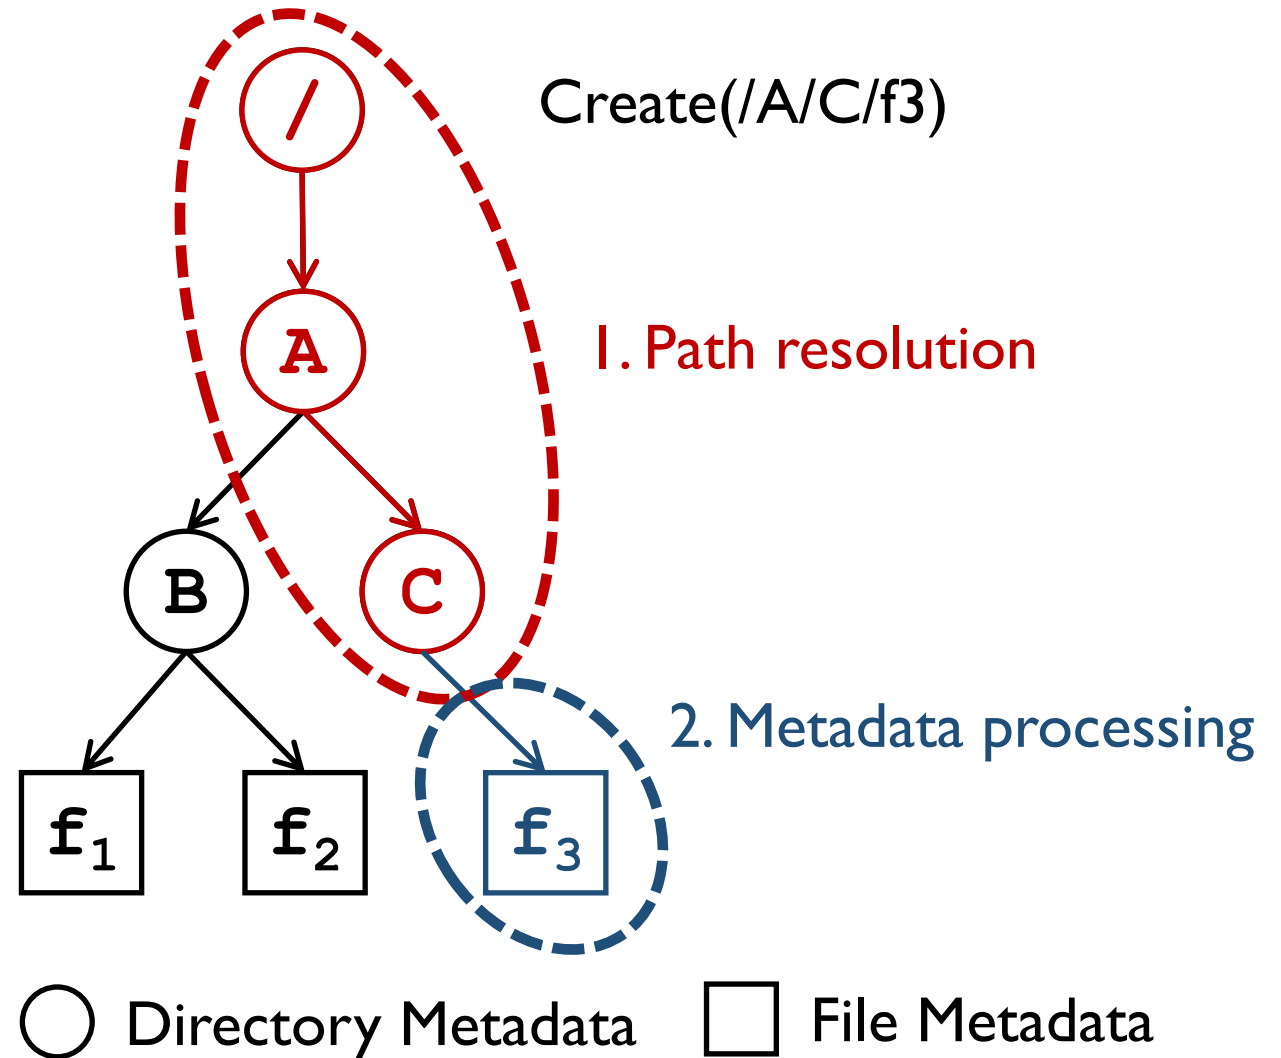 /
Create(/A/C/f3)
A
1. Path resolution
B
C
2. Metadata processing
f₁
f₂
f₃
Directory Metadata
File Metadata